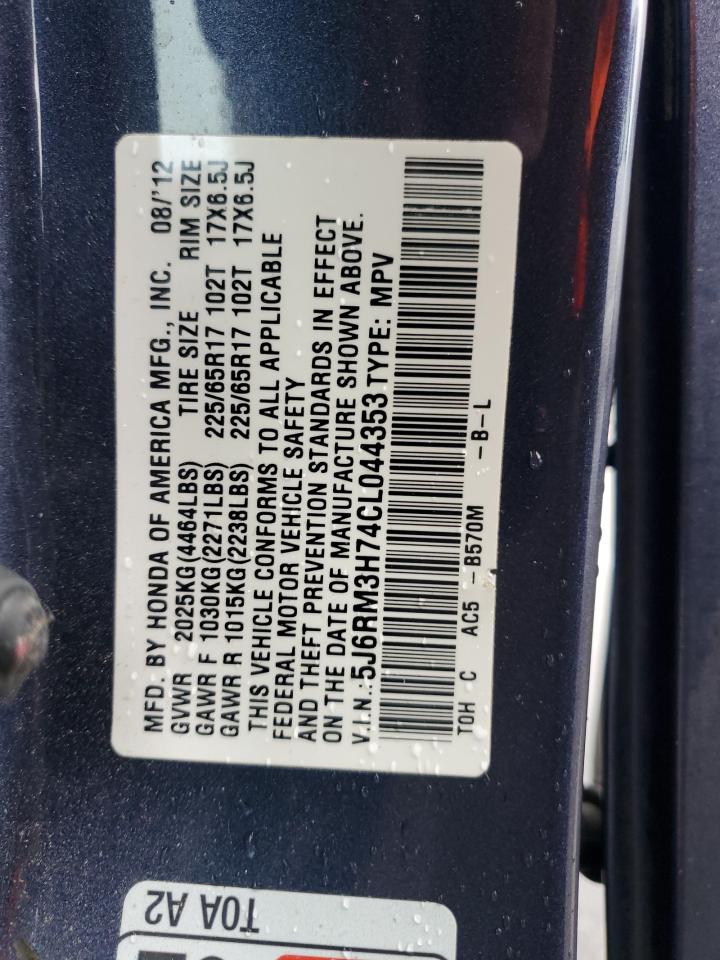 MFD. BY HONDA OF AMERICA MFG., INC. 08/'12
GVWR 2025KG(4464LBS) TIRE SIZE RIM SIZE
GAWR F 1030KG(2271LBS) 225/65R17 102T 17X6.5J
GAWR R 1015KG(2238LBS) 225/65R17 102T 17X6.5J
THIS VEHICLE CONFORMS TO ALL APPLICABLE
FEDERAL MOTOR VEHICLE SAFETY
AND THEFT PREVENTION STANDARDS IN EFFECT
ON THE DATE OF MANUFACTURE SHOWN ABOVE.
V.I.N.:5J6RM3H74CL044353 TYPE: MPV
TOH C AC5 -B570M -B-L
TOA A2